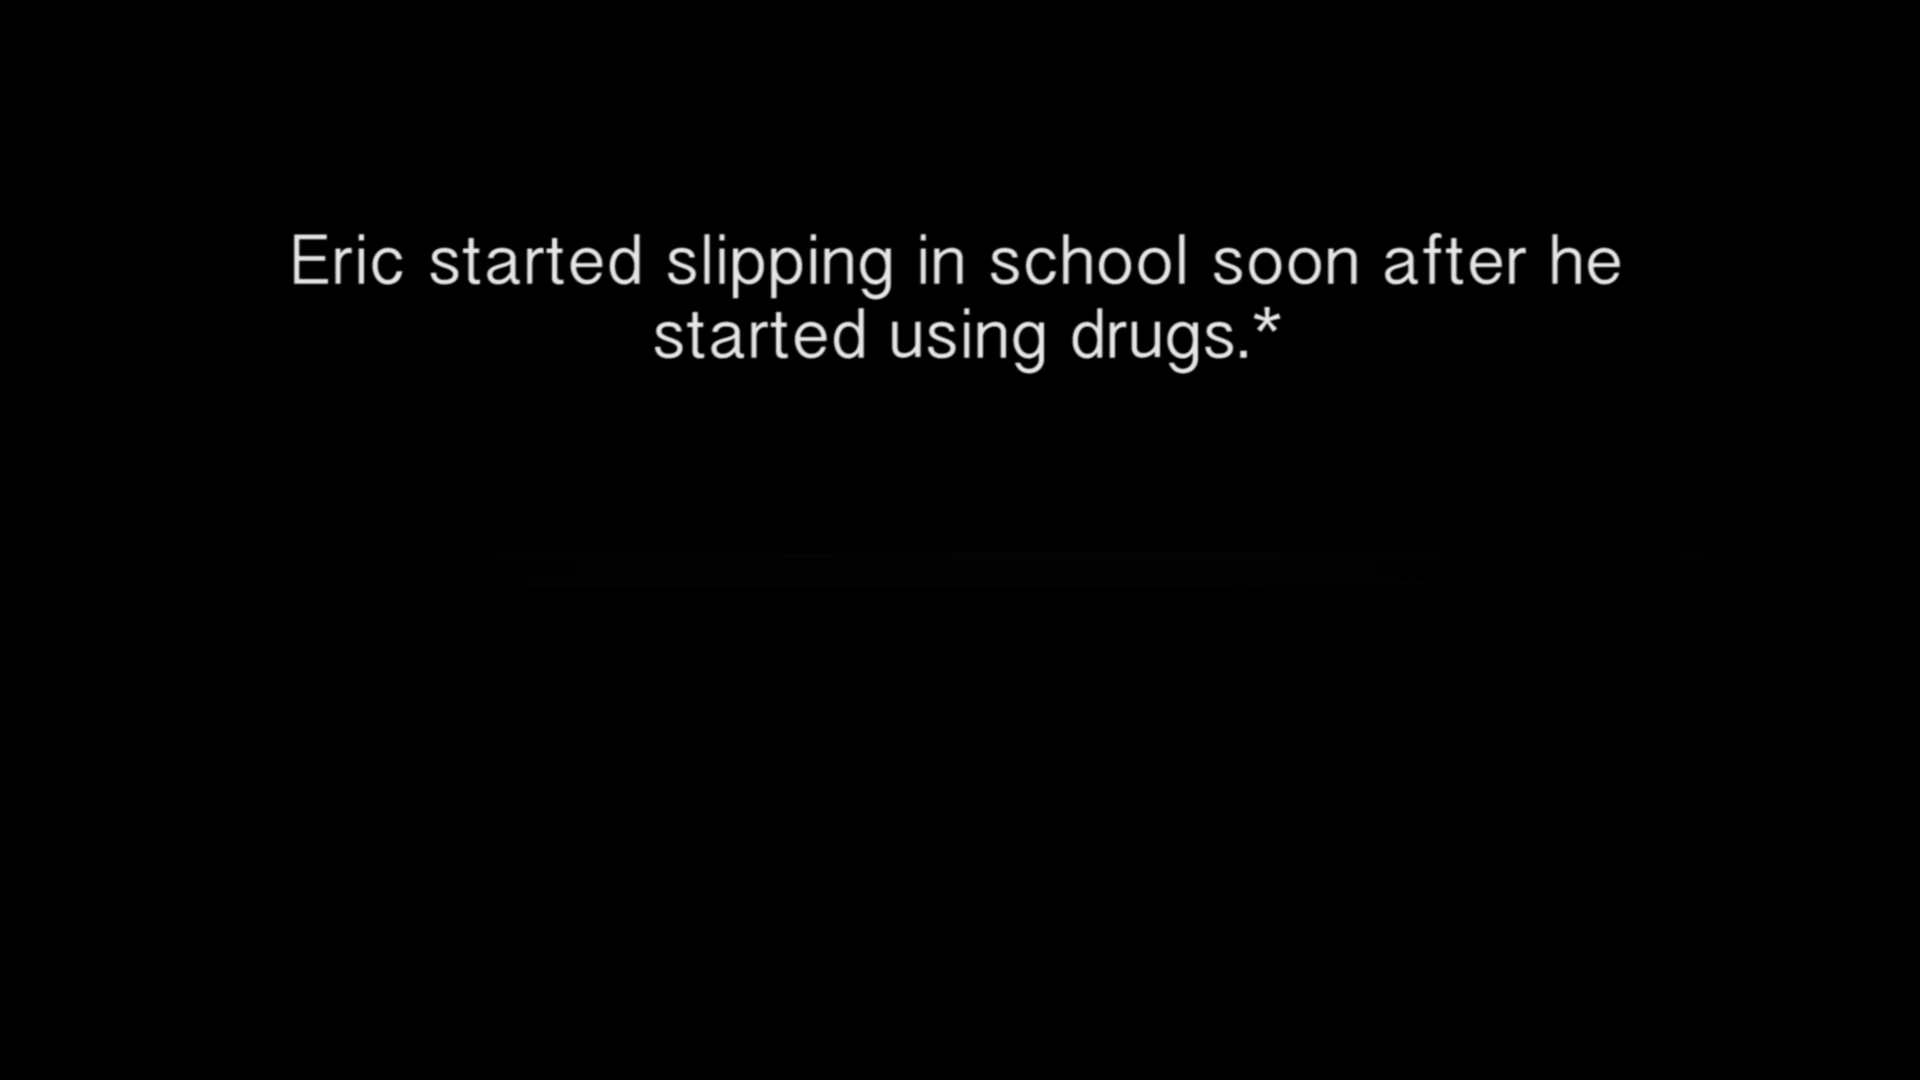 Eric started slipping in school soon after he
started using drugs.*